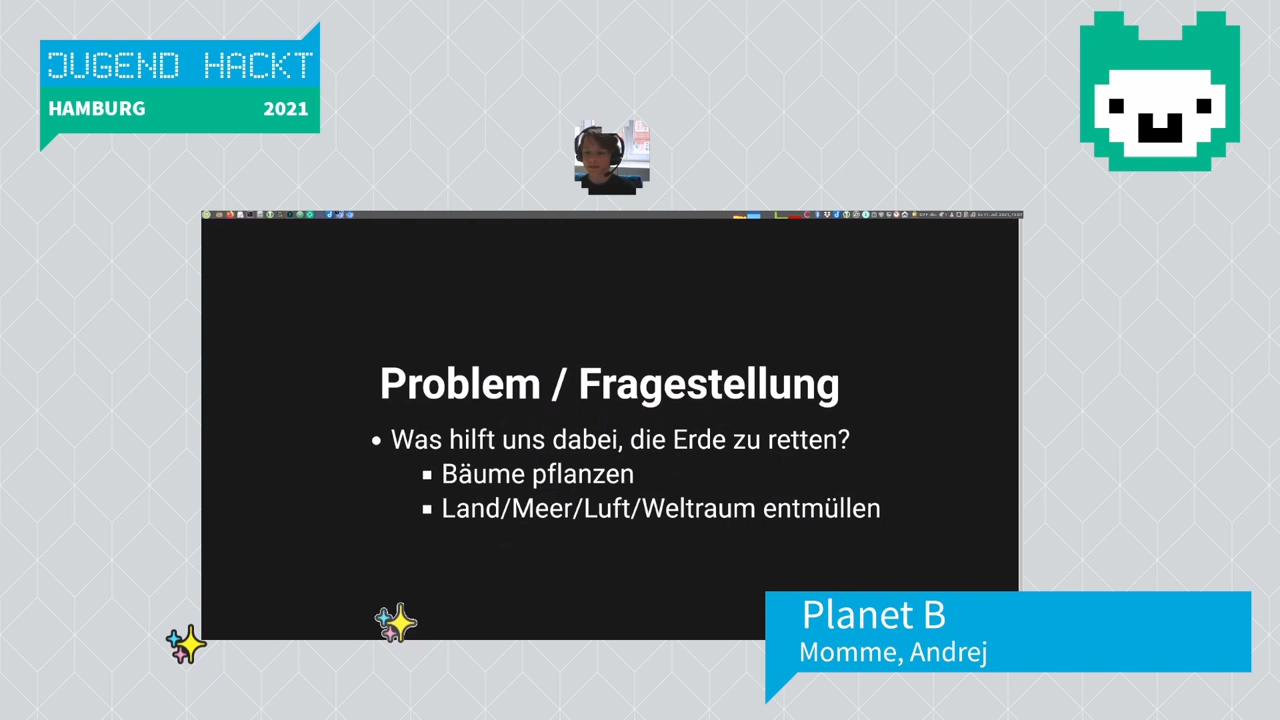 JUGEND HACKT
HAMBURG 2021
Problem / Fragestellung
• Was hilft uns dabei, die Erde zu retten?
▪ Bäume pflanzen
▪ Land/Meer/Luft/Weltraum entmüllen
Planet B
Momme, Andrej